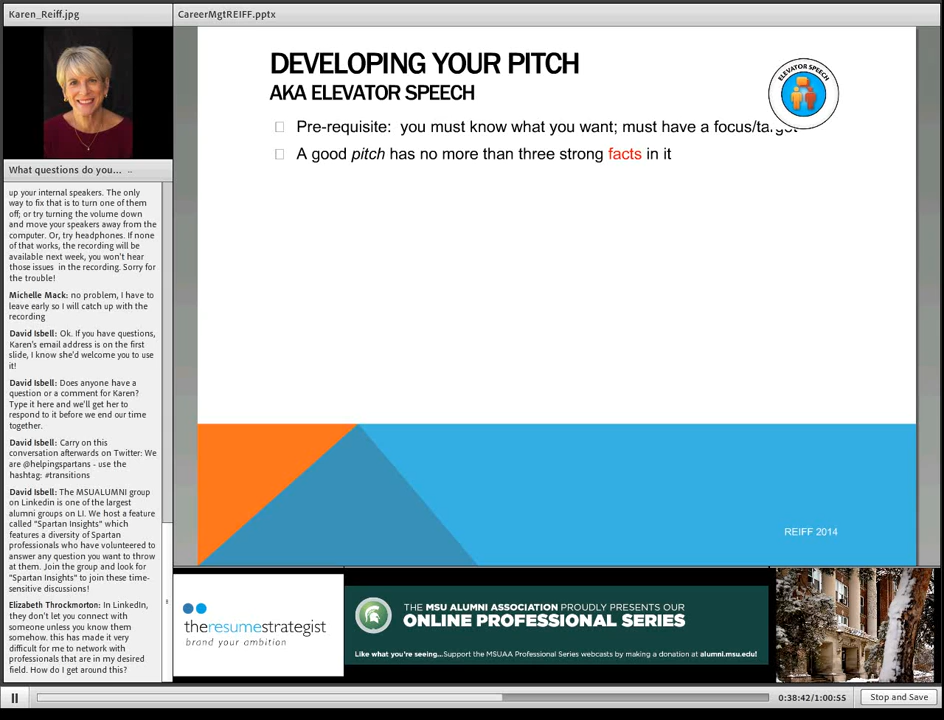 Karen_Reiff.jpg
CareerMgtREIFF.pptx
DEVELOPING YOUR PITCH
AKA ELEVATOR SPEECH
ELEVATOR SPEECH
Pre-requisite: you must know what you want; must have a focus/target
A good pitch has no more than three strong facts in it
REIFF 2014
What questions do you... ..
up your internal speakers. The only
way to fix that is to turn one of them
off; or try turning the volume down
and move your speakers away from the
computer. Or, try headphones. If none
of that works, the recording will be
available next week, you won't hear
those issues in the recording. Sorry for
the trouble!
Michelle Mack: no problem, I have to
leave early so I will catch up with the
recording
David Isbell: Ok. If you have questions,
Karen's email address is on the first
slide, I know she'd welcome you to use
it!
David Isbell: Does anyone have a
question or a comment for Karen?
Type it here and we'll get her to
respond to it before we end our time
together.
David Isbell: Carry on this
conversation afterwards on Twitter: We
are @helpingspartans - use the
hashtag: #transitions
David Isbell: The MSUALUMNI group
on Linkedin is one of the largest
alumni groups on LI. We host a feature
called "Spartan Insights" which
features a diversity of Spartan
professionals who have volunteered to
answer any question you want to throw
at them. Join the group and look for
"Spartan Insights" to join these time-
sensitive discussions!
Elizabeth Throckmorton: In LinkedIn,
they don't let you connect with
someone unless you know them
somehow. this has made it very
difficult for me to network with
professionals that are in my desired
field. How do I get around this?
theresumestrategist
brand your ambition
THE MSU ALUMNI ASSOCIATION PROUDLY PRESENTS OUR
ONLINE PROFESSIONAL SERIES
Like what you're seeing...Support the MSUAA Professional Series webcasts by making a donation at alumni.msu.edu!
0:38:42/1:00:55
Stop and Save